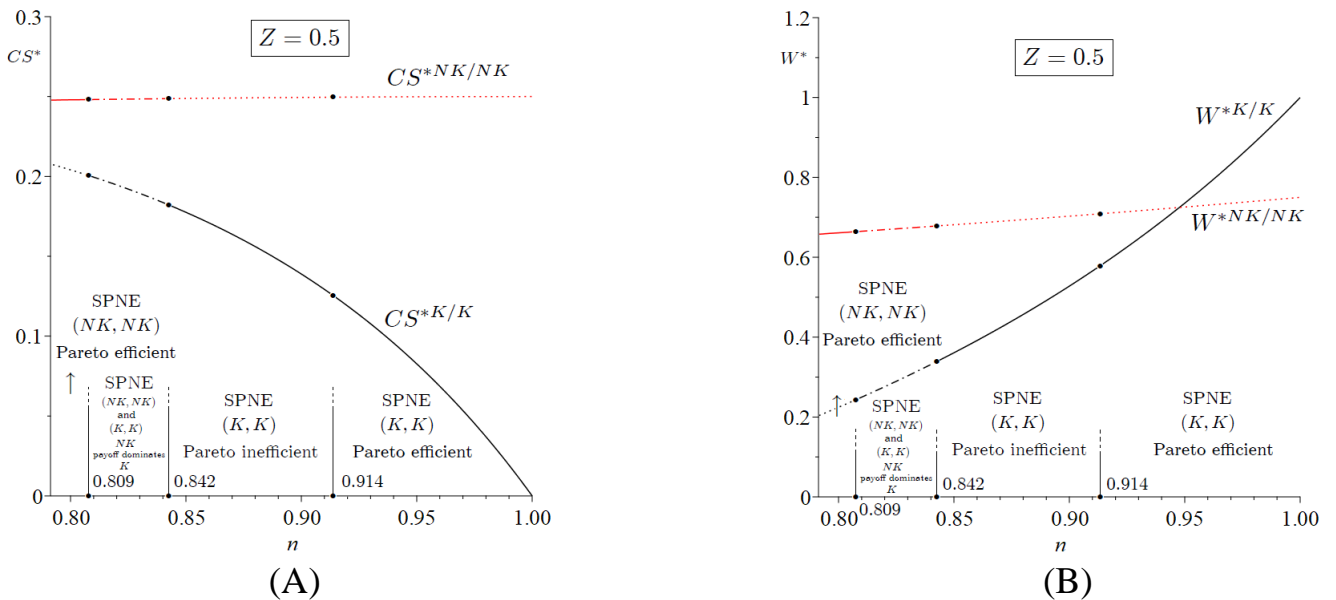 0.3
CS*
Z = 0.5
CS*NK/NK
0.2
CS*K/K
SPNE
(NK, NK)
Pareto efficient
0.1
↑
SPNE
(NK, NK)
and
(K, K)
NK
payoff dominates
K
SPNE
(K, K)
Pareto inefficient
SPNE
(K, K)
Pareto efficient
0.809
0.842
0.914
0
0.80
0.85
0.90
0.95
1.00
n
(A)
1.2
W*
Z = 0.5
1
W*K/K
0.8
W*NK/NK
0.6
SPNE
(NK, NK)
Pareto efficient
0.4
↑
SPNE
(NK, NK)
and
(K, K)
NK
payoff dominates
K
SPNE
(K, K)
Pareto inefficient
SPNE
(K, K)
Pareto efficient
0.2
0.809
0.842
0.914
0
0.80
0.85
0.90
0.95
1.00
n
(B)